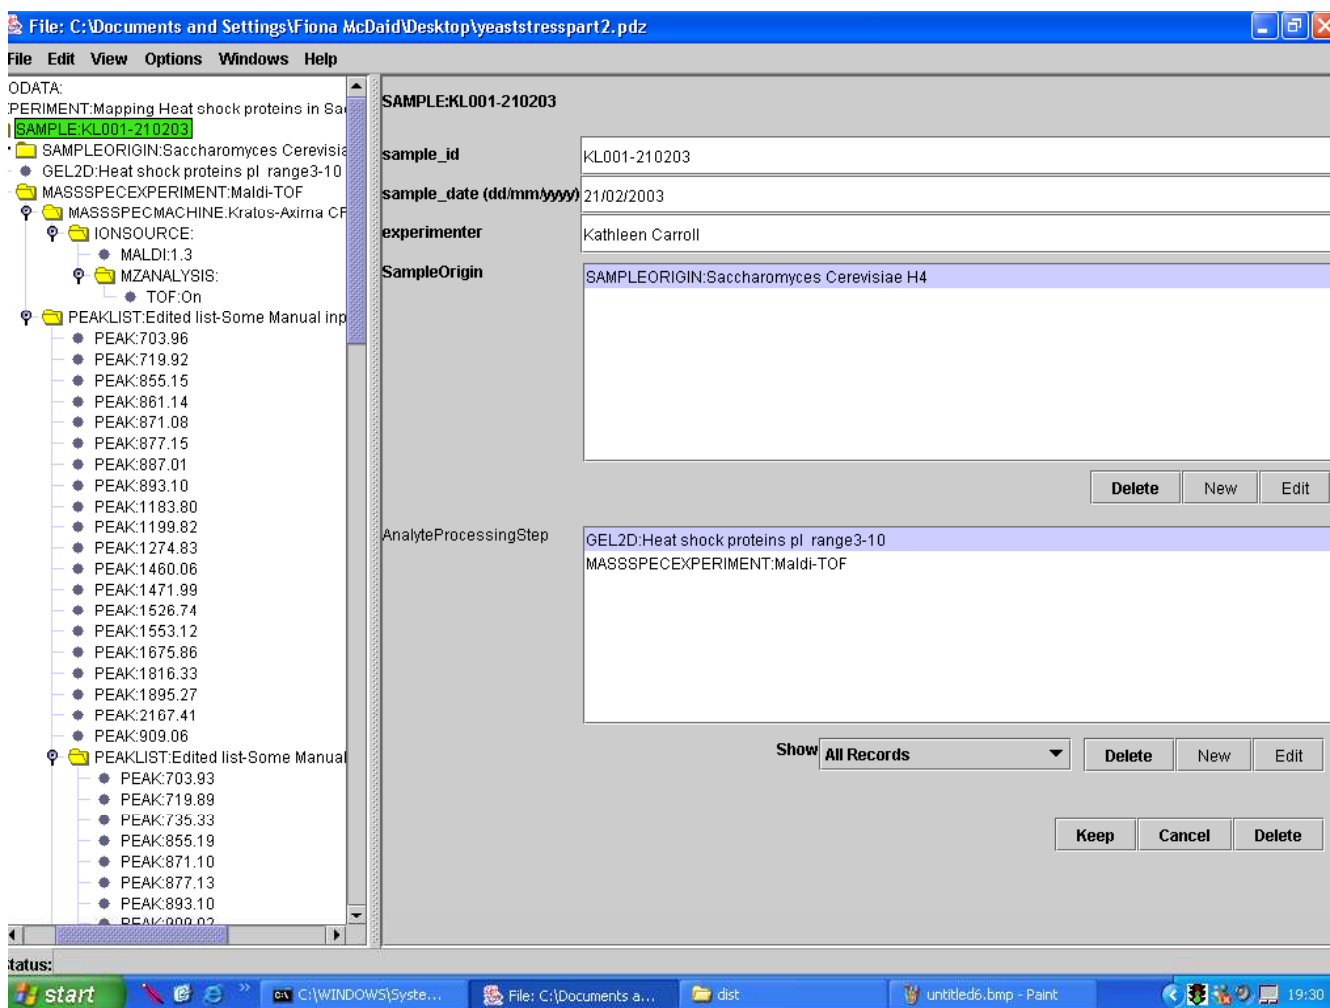 File: C:\Documents and Settings\Fiona McDaid\Desktop\yeaststresspart2.pdz
File Edit View Options Windows Help
ODATA:
PERIMENT:Mapping Heat shock proteins in Sa
SAMPLE:KL001-210203
SAMPLEORIGIN:Saccharomyces Cerevisia
GEL2D:Heat shock proteins pI range3-10
MASSSPECEXPERIMENT:Maldi-TOF
MASSSPECMACHINE:Kratos-Axima CF
IONSOURCE:
MALDI:1.3
MZANALYSIS:
TOF:On
PEAKLIST:Edited list-Some Manual inp
PEAK:703.96
PEAK:719.92
PEAK:855.15
PEAK:861.14
PEAK:871.08
PEAK:877.15
PEAK:887.01
PEAK:893.10
PEAK:1183.80
PEAK:1199.82
PEAK:1274.83
PEAK:1460.06
PEAK:1471.99
PEAK:1526.74
PEAK:1553.12
PEAK:1675.86
PEAK:1816.33
PEAK:1895.27
PEAK:2167.41
PEAK:909.06
PEAKLIST:Edited list-Some Manual
PEAK:703.93
PEAK:719.89
PEAK:735.33
PEAK:855.19
PEAK:871.10
PEAK:877.13
PEAK:893.10
PEAK:909.02
SAMPLE:KL001-210203
sample_id KL001-210203
sample_date (dd/mm/yyyy) 21/02/2003
experimenter Kathleen Carroll
SampleOrigin SAMPLEORIGIN:Saccharomyces Cerevisiae H4
Delete New Edit
AnalyteProcessingStep GEL2D:Heat shock proteins pI range3-10
MASSSPECEXPERIMENT:Maldi-TOF
Show All Records Delete New Edit
Keep Cancel Delete
tatus:
start C:\WINDOWS\Syste... File: C:\Documents a... dist untitled6.bmp - Paint 19:30